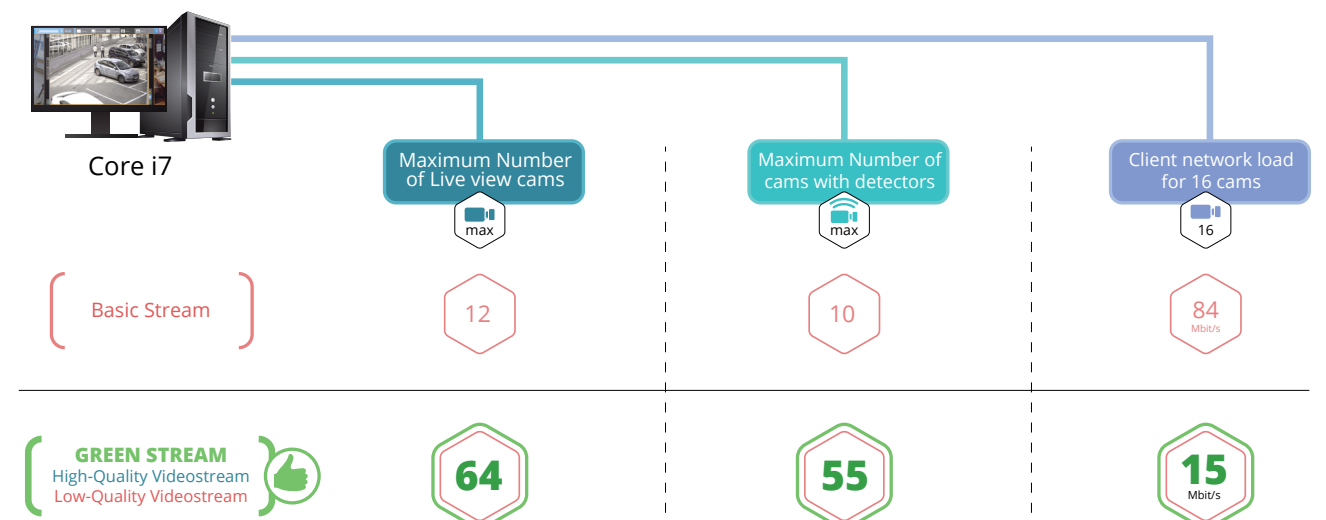 Core i7
Maximum Number
of Live view cams
max
Maximum Number of
cams with detectors
max
Client network load
for 16 cams
16
Basic Stream
12
10
84
Mbit/s
GREEN STREAM
High-Quality Videostream
Low-Quality Videostream
64
55
15
Mbit/s